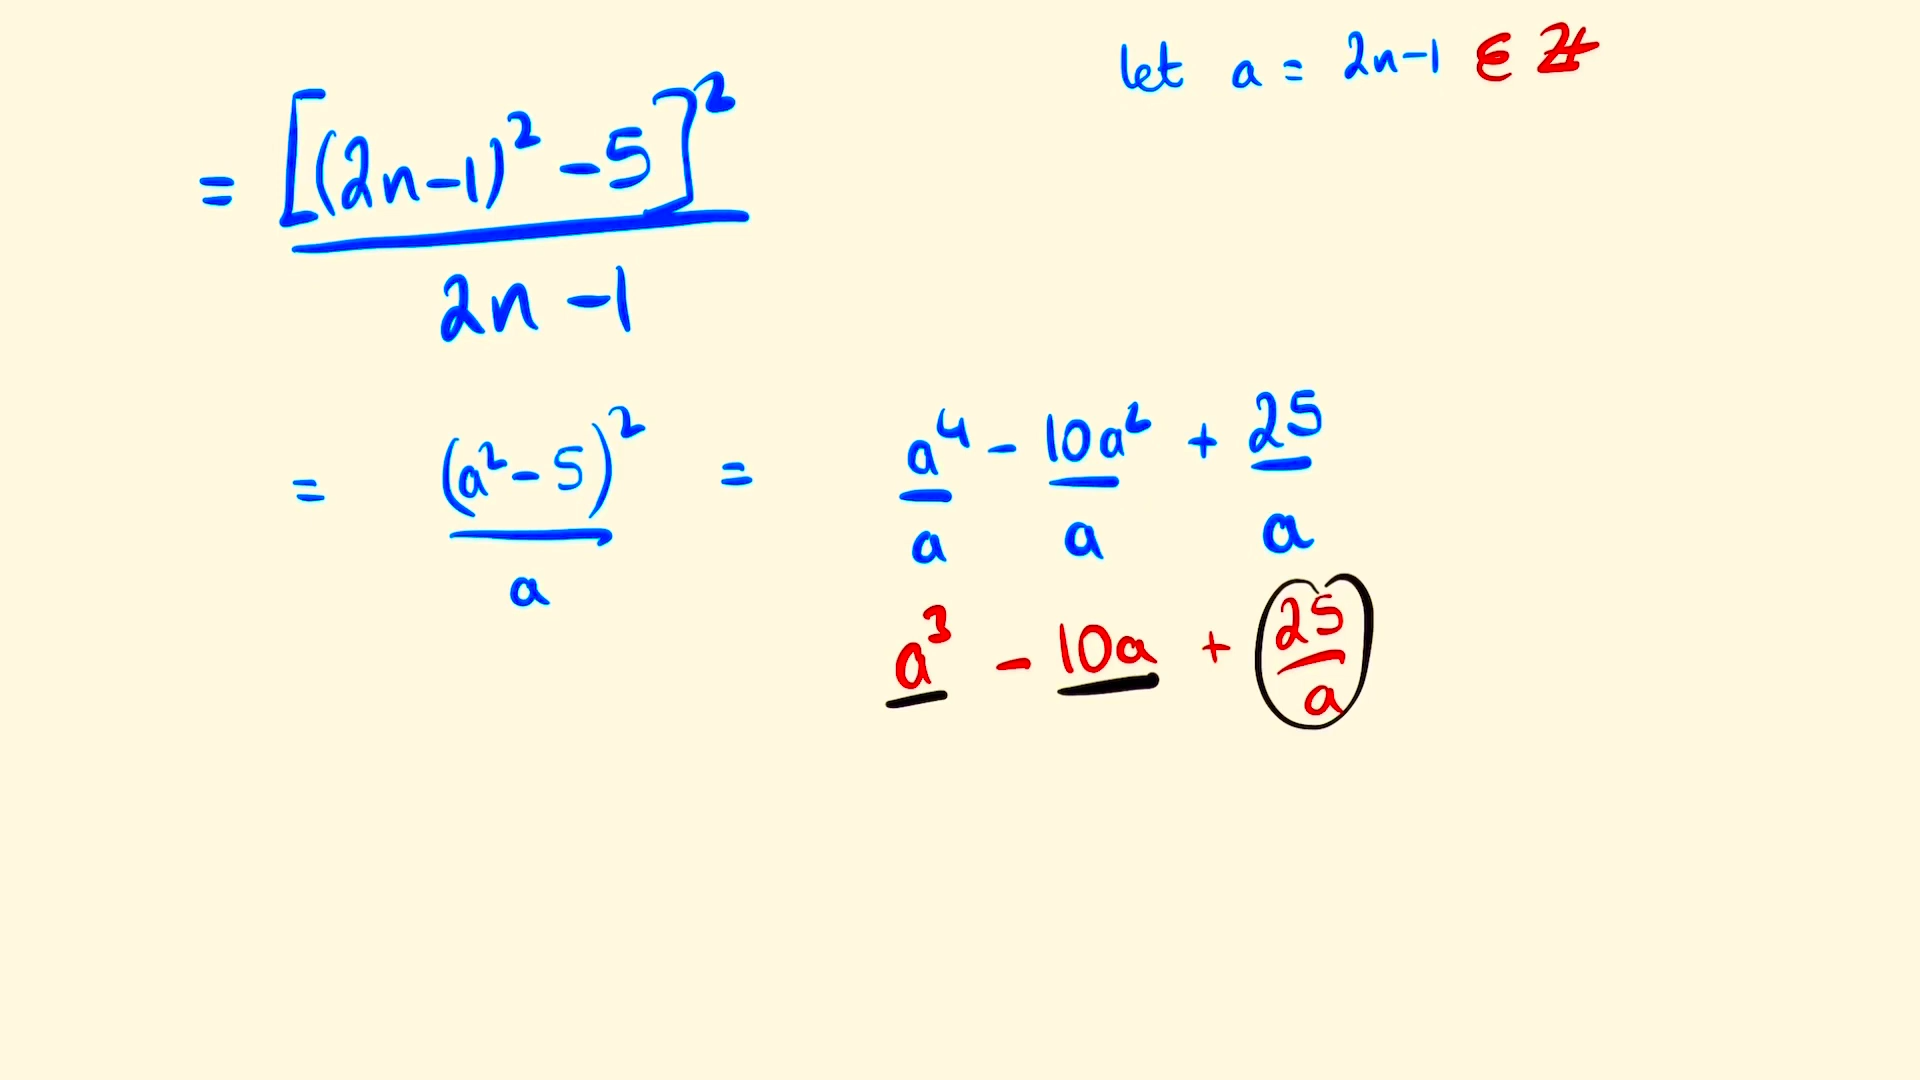 let a = 2n-1 ∈ ℤ
= [(2n-1)² - 5]²
2n - 1
= (a² - 5)² = a⁴ - 10a² + 25
a a a a
a³ - 10a + 25
a